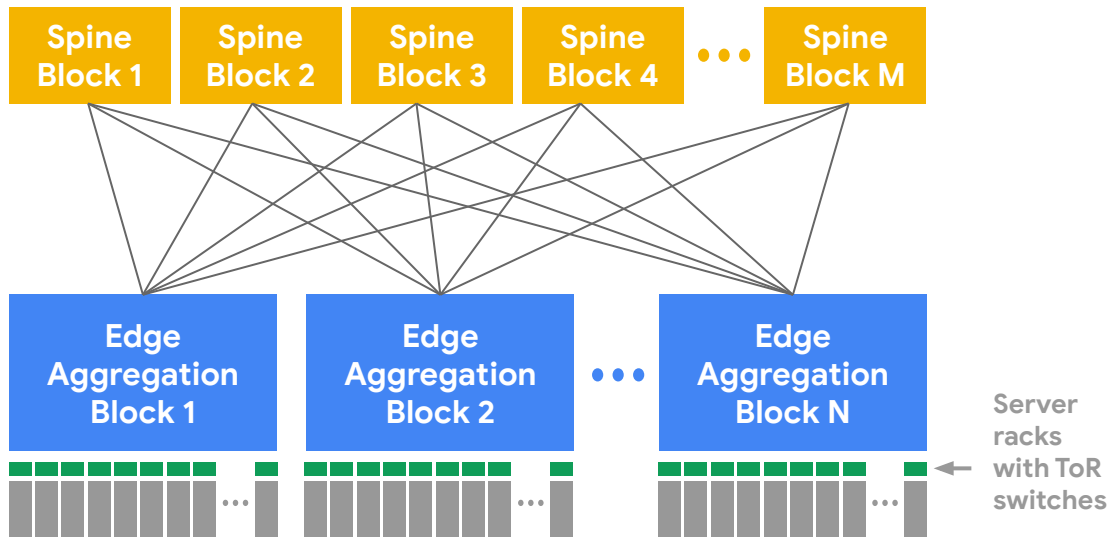 Spine
Block 1
Spine
Block 2
Spine
Block 3
Spine
Block 4
Spine
Block M
Edge
Aggregation
Block 1
Edge
Aggregation
Block 2
Edge
Aggregation
Block N
Server
racks
with ToR
switches